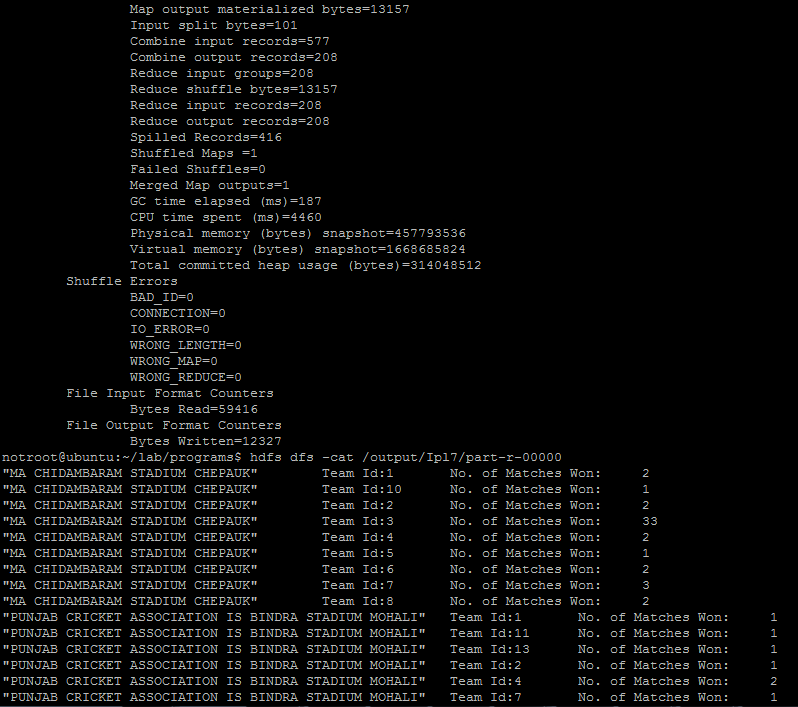 Map output materialized bytes=13157
Input split bytes=101
Combine input records=577
Combine output records=208
Reduce input groups=208
Reduce shuffle bytes=13157
Reduce input records=208
Reduce output records=208
Spilled Records=416
Shuffled Maps =1
Failed Shuffles=0
Merged Map outputs=1
GC time elapsed (ms)=187
CPU time spent (ms)=4460
Physical memory (bytes) snapshot=457793536
Virtual memory (bytes) snapshot=1668685824
Total committed heap usage (bytes)=314048512
Shuffle Errors
BAD_ID=0
CONNECTION=0
IO_ERROR=0
WRONG_LENGTH=0
WRONG_MAP=0
WRONG_REDUCE=0
File Input Format Counters
Bytes Read=59416
File Output Format Counters
Bytes Written=12327
notroot@ubuntu:~/lab/programs$ hdfs dfs -cat /output/Ipl7/part-r-00000
"MA CHIDAMBARAM STADIUM CHEPAUK" Team Id:1 No. of Matches Won: 2
"MA CHIDAMBARAM STADIUM CHEPAUK" Team Id:10 No. of Matches Won: 1
"MA CHIDAMBARAM STADIUM CHEPAUK" Team Id:2 No. of Matches Won: 2
"MA CHIDAMBARAM STADIUM CHEPAUK" Team Id:3 No. of Matches Won: 33
"MA CHIDAMBARAM STADIUM CHEPAUK" Team Id:4 No. of Matches Won: 2
"MA CHIDAMBARAM STADIUM CHEPAUK" Team Id:5 No. of Matches Won: 1
"MA CHIDAMBARAM STADIUM CHEPAUK" Team Id:6 No. of Matches Won: 2
"MA CHIDAMBARAM STADIUM CHEPAUK" Team Id:7 No. of Matches Won: 3
"MA CHIDAMBARAM STADIUM CHEPAUK" Team Id:8 No. of Matches Won: 2
"PUNJAB CRICKET ASSOCIATION IS BINDRA STADIUM MOHALI" Team Id:1 No. of Matches Won: 1
"PUNJAB CRICKET ASSOCIATION IS BINDRA STADIUM MOHALI" Team Id:11 No. of Matches Won: 1
"PUNJAB CRICKET ASSOCIATION IS BINDRA STADIUM MOHALI" Team Id:13 No. of Matches Won: 1
"PUNJAB CRICKET ASSOCIATION IS BINDRA STADIUM MOHALI" Team Id:2 No. of Matches Won: 1
"PUNJAB CRICKET ASSOCIATION IS BINDRA STADIUM MOHALI" Team Id:4 No. of Matches Won: 2
"PUNJAB CRICKET ASSOCIATION IS BINDRA STADIUM MOHALI" Team Id:7 No. of Matches Won: 1